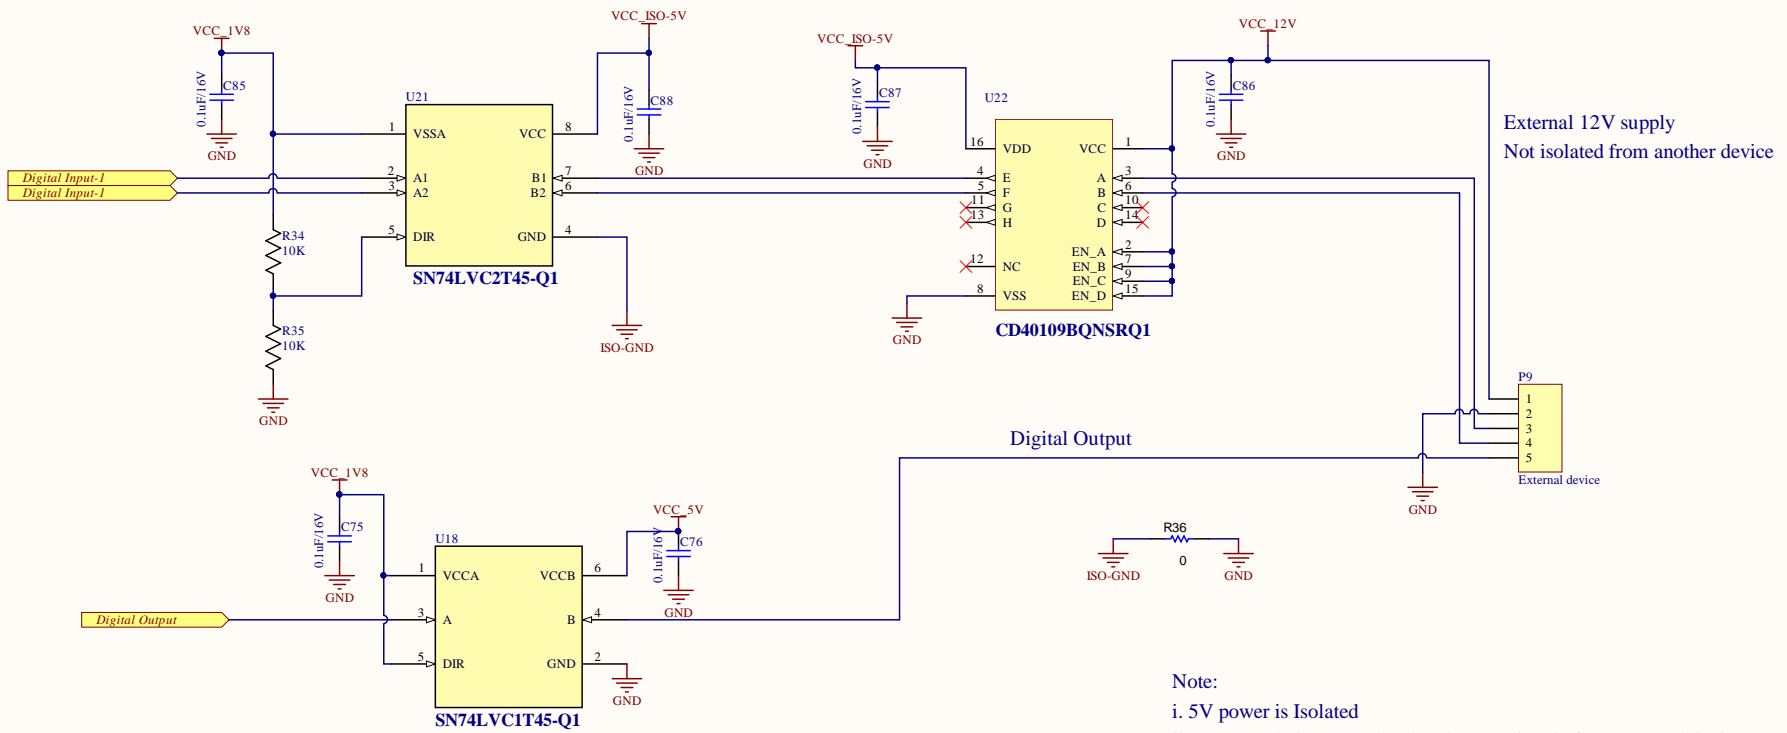 VCC_1V8
C85
0.1uF/16V
GND
U21
1 VSSA VCC 8
2 A1 B1 7
3 A2 B2 6
5 DIR GND 4
SN74LVC2T45-Q1
Digital Input-1
Digital Input-1
R34
10K
R35
10K
GND
VCC_ISO-5V
C88
0.1uF/16V
GND
ISO-GND
VCC_ISO-5V
C87
0.1uF/16V
GND
U22
16 VDD VCC 1
4 E A 3
5 F B 6
11 G C 10
13 H D 14
EN_A 2
12 NC EN_B 7
EN_C 9
8 VSS EN_D 15
CD40109BQNSRQ1
GND
VCC_12V
C86
0.1uF/16V
GND
External 12V supply
Not isolated from another device
P9
1
2
3
4
5
External device
GND
Digital Output
VCC_1V8
C75
0.1uF/16V
GND
U18
1 VCCA VCCB 6
3 A B 4
5 DIR GND 2
SN74LVC1T45-Q1
Digital Output
VCC_5V
C76
0.1uF/16V
GND
GND
R36
0
ISO-GND
GND
Note:
i. 5V power is Isolated